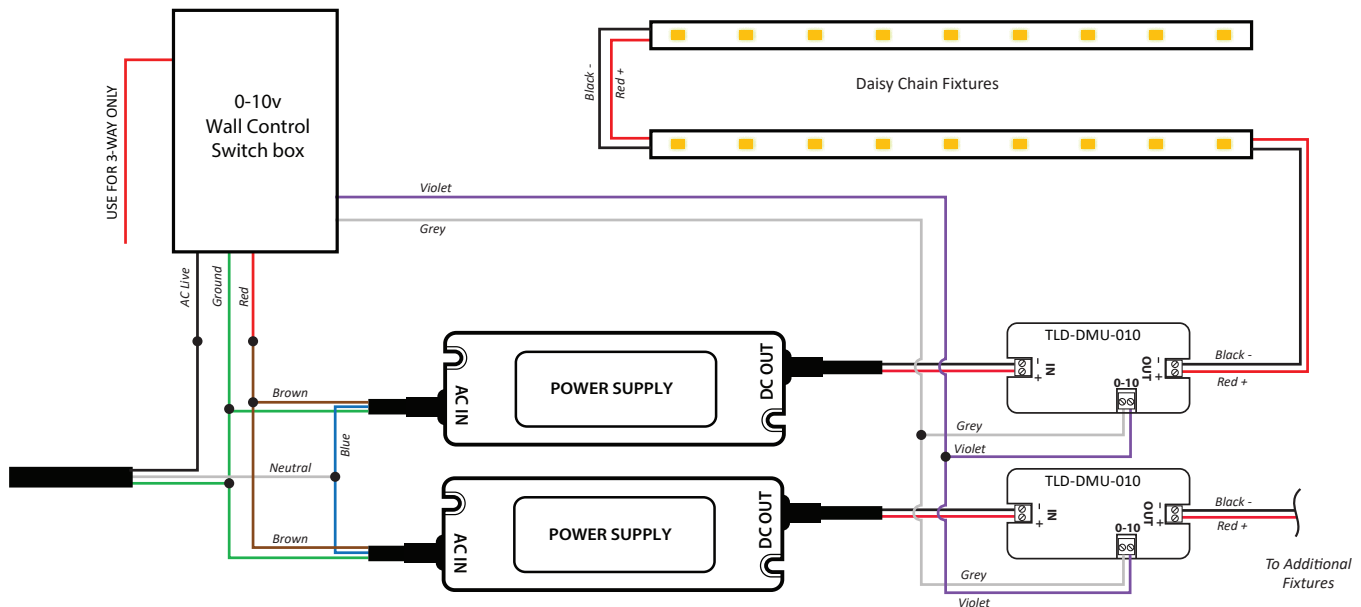 USE FOR 3-WAY ONLY
0-10v
Wall Control
Switch box
Black -
Red +
Daisy Chain Fixtures
Violet
Grey
AC Live
Ground
Red
TLD-DMU-010
- + IN
OUT - +
0-10
Black -
Red +
AC IN
POWER SUPPLY
DC OUT
Brown
Blue
Grey
Violet
Neutral
TLD-DMU-010
- + IN
OUT - +
0-10
Black -
Red +
AC IN
POWER SUPPLY
DC OUT
Brown
Grey
Violet
To Additional
Fixtures